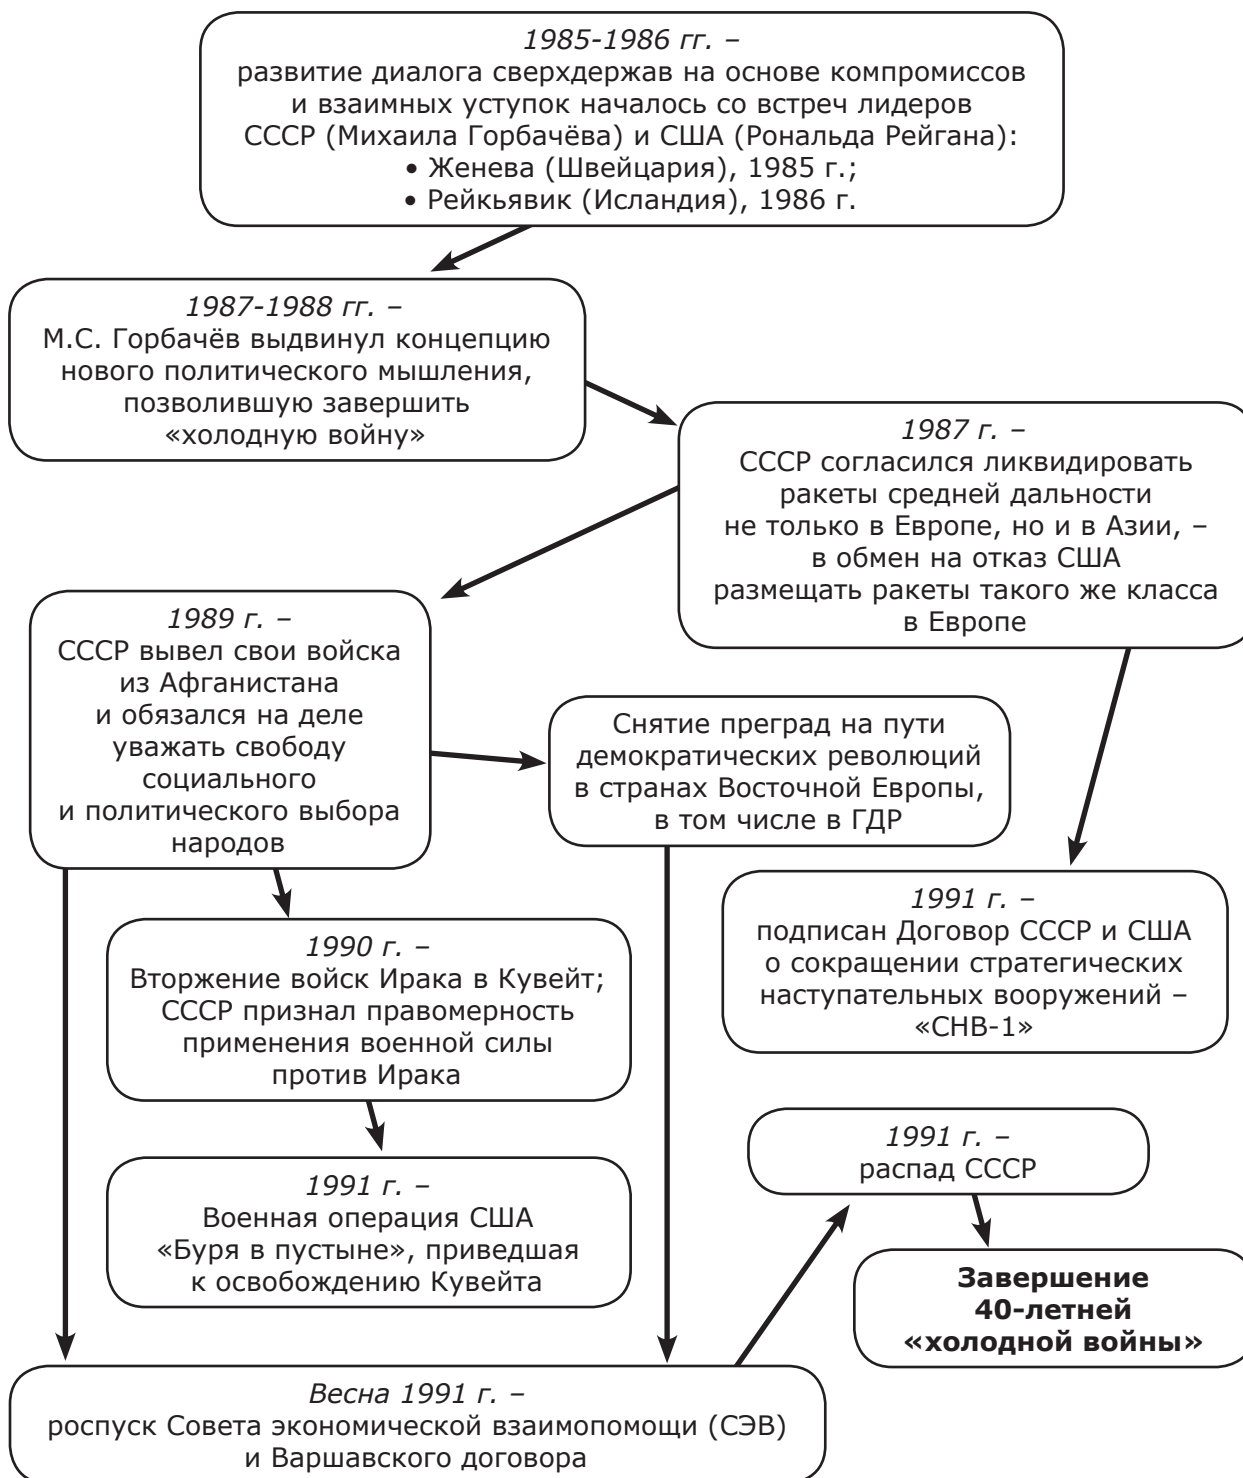 1985-1986 гг. –
развитие диалога сверхдержав на основе компромиссов
и взаимных уступок началось со встреч лидеров
СССР (Михаила Горбачёва) и США (Рональда Рейгана):
• Женева (Швейцария), 1985 г.;
• Рейкьявик (Исландия), 1986 г.
1987-1988 гг. –
М.С. Горбачёв выдвинул концепцию
нового политического мышления,
позволившую завершить
«холодную войну»
1987 г. –
СССР согласился ликвидировать
ракеты средней дальности
не только в Европе, но и в Азии, –
в обмен на отказ США
размещать ракеты такого же класса
в Европе
1989 г. –
СССР вывел свои войска
из Афганистана
и обязался на деле
уважать свободу
социального
и политического выбора
народов
Снятие преград на пути
демократических революций
в странах Восточной Европы,
в том числе в ГДР
1991 г. –
подписан Договор СССР и США
о сокращении стратегических
наступательных вооружений –
«СНВ-1»
1990 г. –
Вторжение войск Ирака в Кувейт;
СССР признал правомерность
применения военной силы
против Ирака
1991 г. –
распад СССР
1991 г. –
Военная операция США
«Буря в пустыне», приведшая
к освобождению Кувейта
Завершение
40-летней
«холодной войны»
Весна 1991 г. –
роспуск Совета экономической взаимопомощи (СЭВ)
и Варшавского договора